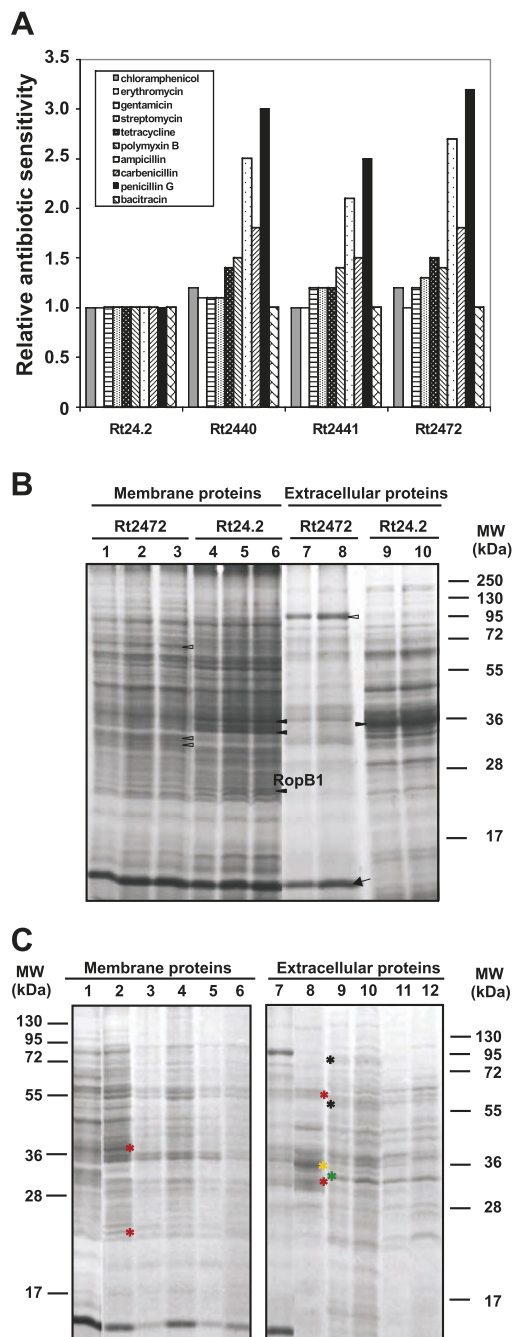 A
Relative antibiotic sensitivity
3.5
3.0
2.5
2.0
1.5
1.0
0.5
0
chloramphenicol
erythromycin
gentamicin
streptomycin
tetracycline
polymyxin B
ampicillin
carbenicillin
penicillin G
bacitracin
Rt24.2 Rt2440 Rt2441 Rt2472
B
Membrane proteins Extracellular proteins
Rt2472 Rt24.2 Rt2472 Rt24.2
MW
(kDa)
1 2 3 4 5 6 7 8 9 10
250
130
95
72
55
36
28
17
RopB1
C
MW
(kDa)
Membrane proteins
1 2 3 4 5 6
130
95
72
55
36
28
17
Extracellular proteins
7 8 9 10 11 12
MW
(kDa)
130
95
72
55
36
28
17